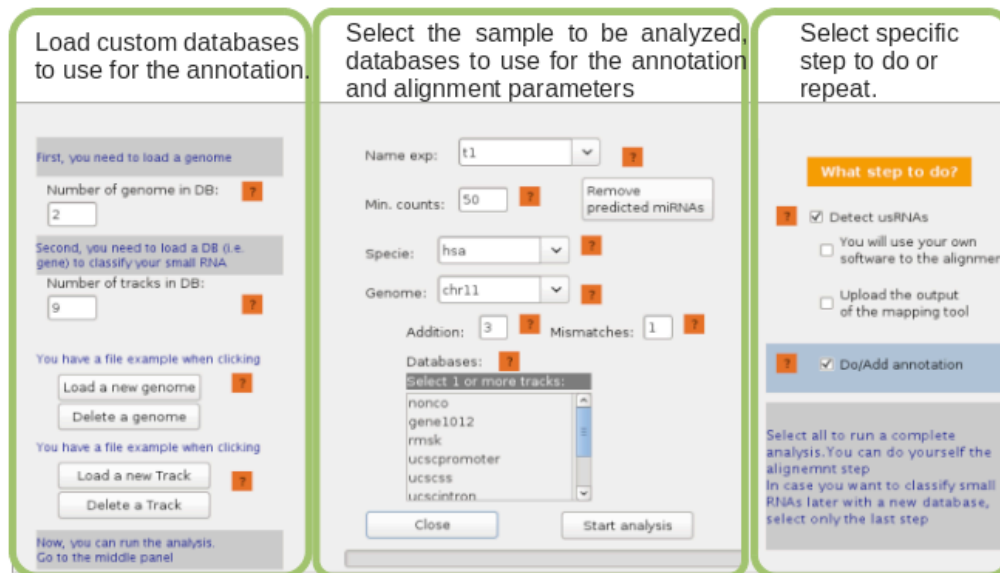 Load custom databases
to use for the annotation.
First, you need to load a genome
Number of genome in DB:
?
2
Second, you need to load a DB (i.e.
gene) to classify your small RNA
Number of tracks in DB:
9
?
You have a file example when clicking
Load a new genome
?
Delete a genome
You have a file example when clicking
Load a new Track
?
Delete a Track
Now, you can run the analysis.
Go to the middle panel
Select the sample to be analyzed,
databases to use for the annotation
and alignment parameters
Name exp: t1 ?
Min. counts: 50 ?
Remove
predicted miRNAs
Specie: hsa ?
Genome: chr11 ?
Addition: 3 ? Mismatches: 1 ?
Databases: ?
Select 1 or more tracks:
nonco
gene1012
rmsk
ucscpromoter
ucscss
ucscintron
Close Start analysis
Select specific
step to do or
repeat.
What step to do?
? Detect usRNAs
You will use your own
software to the alignmen
Upload the output
of the mapping tool
? Do/Add annotation
Select all to run a complete
analysis.You can do yourself the
alignemnt step
In case you want to classify small
RNAs later with a new database,
select only the last step